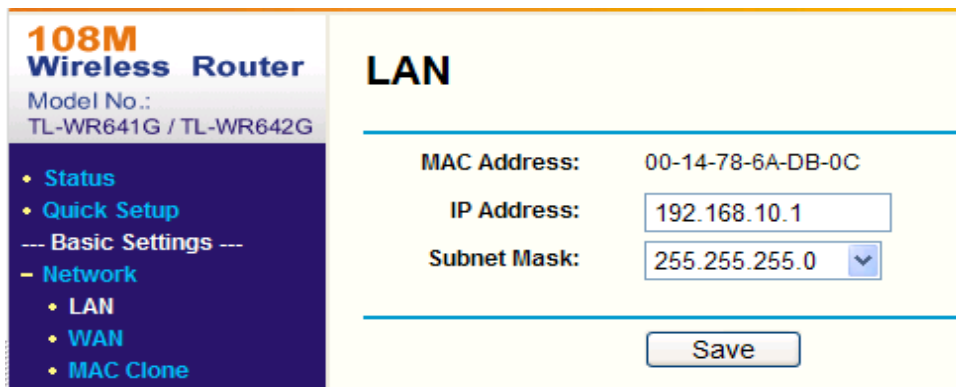 108M
Wireless Router
Model No.:
TL-WR641G / TL-WR642G
Status
Quick Setup
--- Basic Settings ---
Network
LAN
WAN
MAC Clone
LAN
MAC Address: 00-14-78-6A-DB-0C
IP Address: 192.168.10.1
Subnet Mask: 255.255.255.0
Save